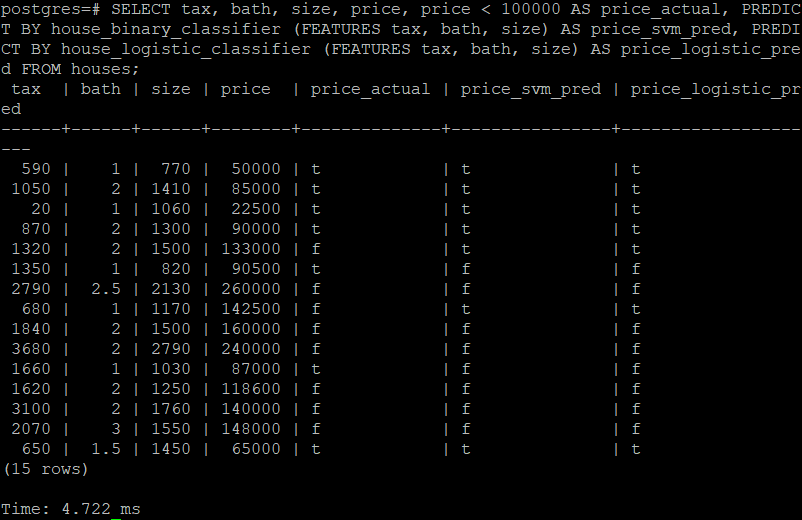 postgres=# SELECT tax, bath, size, price, price < 100000 AS price_actual, PREDIC
T BY house_binary_classifier (FEATURES tax, bath, size) AS price_svm_pred, PREDI
CT BY house_logistic_classifier (FEATURES tax, bath, size) AS price_logistic_pre
d FROM houses;
 tax  | bath | size | price  | price_actual | price_svm_pred | price_logistic_pr
ed
------+------+------+--------+--------------+----------------+------------------
---
  590 |    1 |  770 |  50000 | t            | t              | t
 1050 |    2 | 1410 |  85000 | t            | t              | t
   20 |    1 | 1060 |  22500 | t            | t              | t
  870 |    2 | 1300 |  90000 | t            | t              | t
 1320 |    2 | 1500 | 133000 | f            | t              | t
 1350 |    1 |  820 |  90500 | t            | f              | f
 2790 |  2.5 | 2130 | 260000 | f            | f              | f
  680 |    1 | 1170 | 142500 | f            | t              | t
 1840 |    2 | 1500 | 160000 | f            | f              | f
 3680 |    2 | 2790 | 240000 | f            | f              | f
 1660 |    1 | 1030 |  87000 | t            | f              | f
 1620 |    2 | 1250 | 118600 | f            | f              | f
 3100 |    2 | 1760 | 140000 | f            | f              | f
 2070 |    3 | 1550 | 148000 | f            | f              | f
  650 |  1.5 | 1450 |  65000 | t            | t              | t
(15 rows)

Time: 4.722 ms